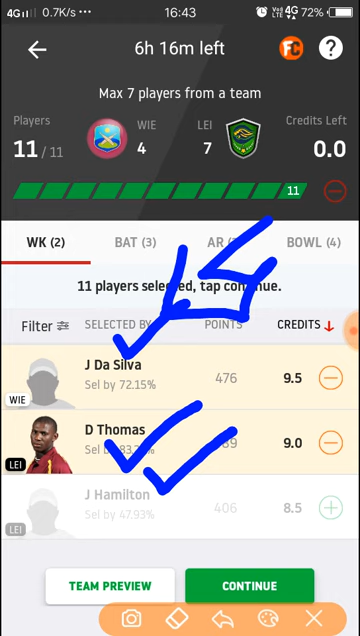 4G 0.7K/s ... 16:43 4G 72%
6h 16m left FC ?
Max 7 players from a team
Players WIE LEI Credits Left
11 / 11 4 7 0.0
11
WK (2) BAT (3) AR BOWL (4)
11 players selected, tap continue.
Filter SELECTED BY POINTS CREDITS
J Da Silva
Sel by 72.15% 476 9.5
WIE
D Thomas
Sel 9.0
LEI
J Hamilton
Sel by 47.93% 406 8.5
LEI
TEAM PREVIEW CONTINUE